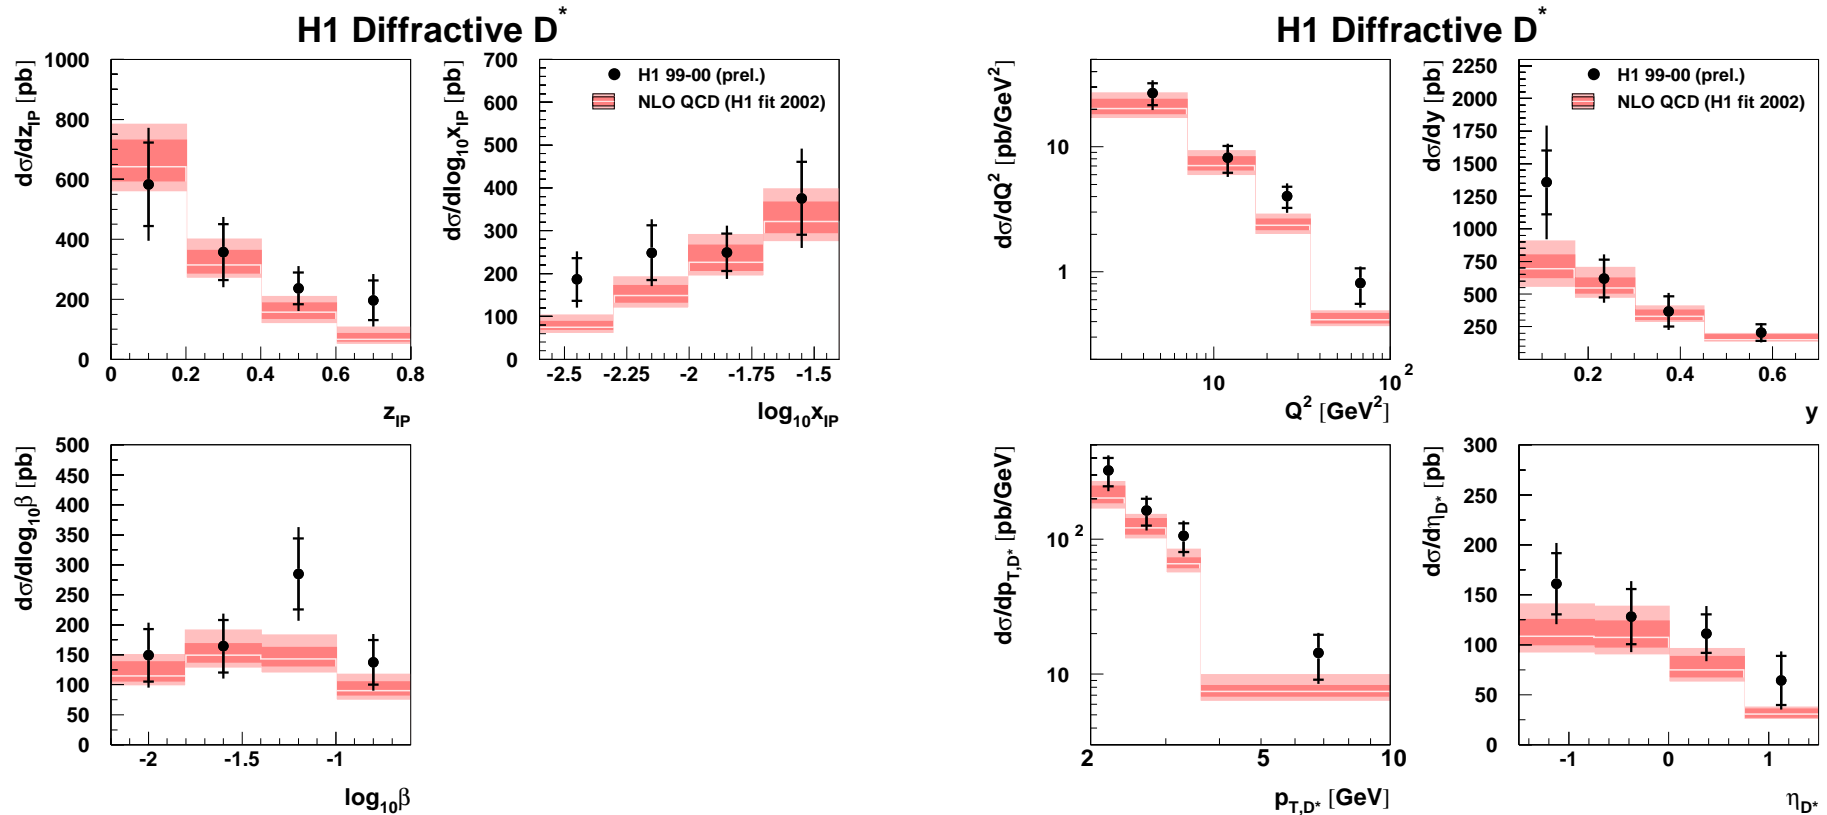 H1 Diffractive D*
dσ/dz_IP [pb]
1000
800
600
400
200
0
0 0.2 0.4 0.6 0.8
z_IP
dσ/dlog₁₀x_IP [pb]
700
600
500
400
300
200
100
0
H1 99-00 (prel.)
NLO QCD (H1 fit 2002)
-2.5 -2.25 -2 -1.75 -1.5
log₁₀x_IP
dσ/dlog₁₀β [pb]
500
450
400
350
300
250
200
150
100
50
0
-2 -1.5 -1
log₁₀β
H1 Diffractive D*
dσ/dQ² [pb/GeV²]
10
1
10 10²
Q² [GeV²]
dσ/dy [pb]
2250
2000
1750
1500
1250
1000
750
500
250
H1 99-00 (prel.)
NLO QCD (H1 fit 2002)
0.2 0.4 0.6
y
dσ/dp_T,D* [pb/GeV]
10²
10
2 5 10
p_T,D* [GeV]
dσ/dη_D* [pb]
300
250
200
150
100
50
0
-1 0 1
η_D*